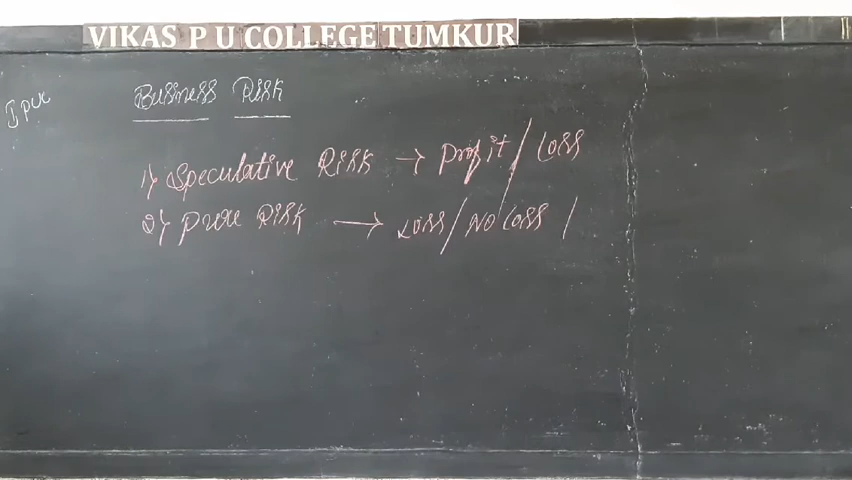 VIKAS P U COLLEGE TUMKUR
I PUC
Business Risk
1) Speculative Risk → Profit / Loss
2) Pure Risk → Loss / No Loss /